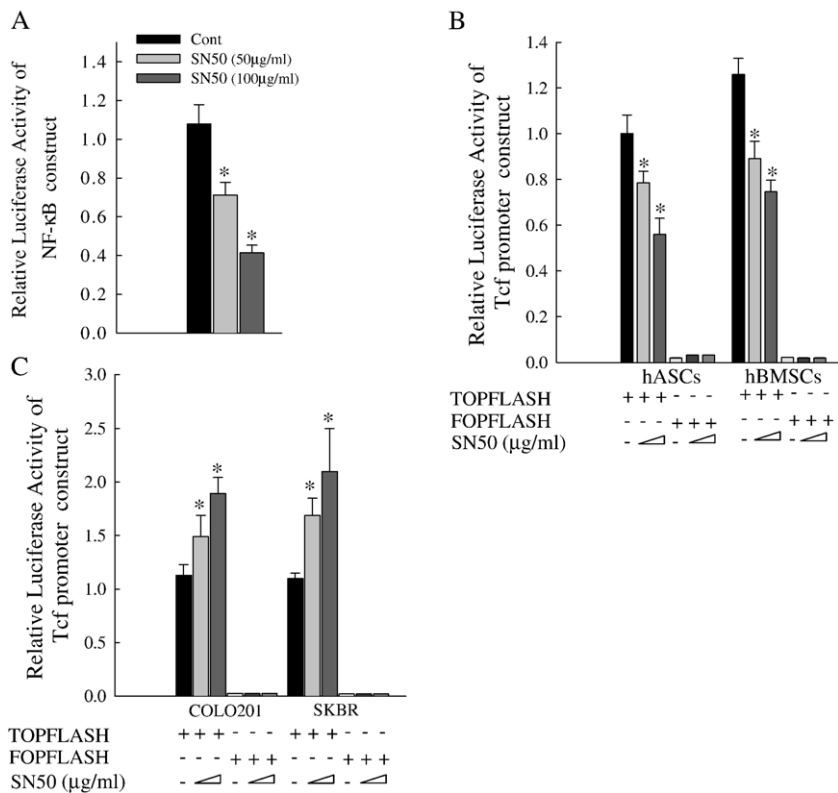 A
Relative Luciferase Activity of
NF-κB construct
1.4
1.2
1.0
0.8
0.6
0.4
0.2
0.0
Cont
SN50 (50μg/ml)
SN50 (100μg/ml)
*
*
B
Relative Luciferase Activity of
Tcf promoter construct
1.4
1.2
1.0
0.8
0.6
0.4
0.2
0.0
* * * *
hASCs hBMSCs
TOPFLASH + + + - - - + + + - - -
FOPFLASH - - - + + + - - - + + +
SN50 (μg/ml) - - - -
C
Relative Luciferase Activity of
Tcf promoter construct
3.0
2.5
2.0
1.5
1.0
0.5
0.0
* * * *
COLO201 SKBR
TOPFLASH + + + - - - + + + - - -
FOPFLASH - - - + + + - - - + + +
SN50 (μg/ml) - - - -